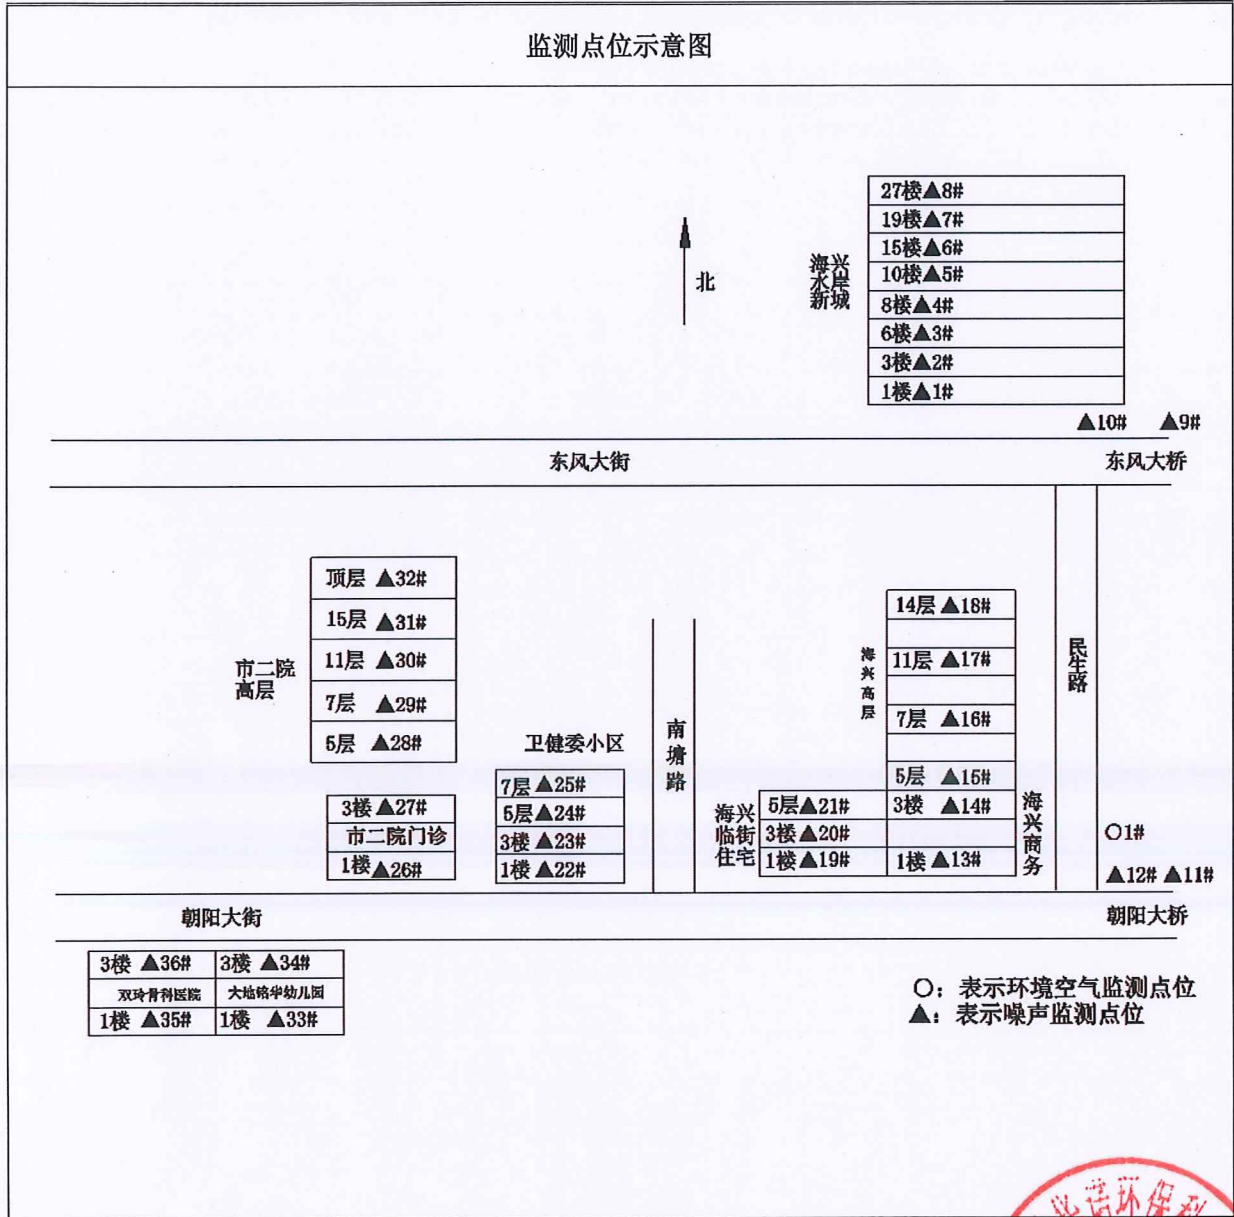 监测点位示意图
27楼▲8#
19楼▲7#
15楼▲6#
10楼▲5#
8楼▲4#
6楼▲3#
3楼▲2#
1楼▲1#
海兴
水岸
新城
北
▲10# ▲9#
东风大街
东风大桥
顶层 ▲32#
15层 ▲31#
11层 ▲30#
7层 ▲29#
5层 ▲28#
市二院
高层
3楼 ▲27#
市二院门诊
1楼 ▲26#
卫健委小区
7层 ▲25#
5层 ▲24#
3楼 ▲23#
1楼 ▲22#
南塘路
海兴
临街
住宅
5层▲21#
3楼▲20#
1楼▲19#
海兴高层
14层 ▲18#
11层 ▲17#
7层 ▲16#
5层 ▲15#
3楼 ▲14#
1楼 ▲13#
海兴商务
民生路
○1#
▲12# ▲11#
朝阳大街
朝阳大桥
3楼 ▲36# 3楼 ▲34#
双玲骨科医院 大地铭华幼儿园
1楼 ▲35# 1楼 ▲33#
○：表示环境空气监测点位
▲：表示噪声监测点位
诺环保科